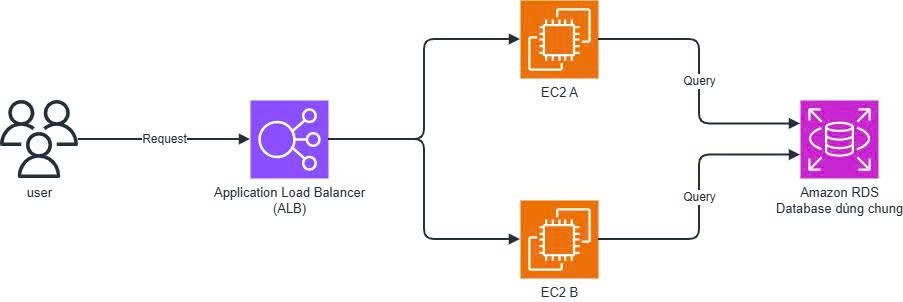 user
Request
Application Load Balancer
(ALB)
EC2 A
EC2 B
Query
Query
Amazon RDS
Database dùng chung